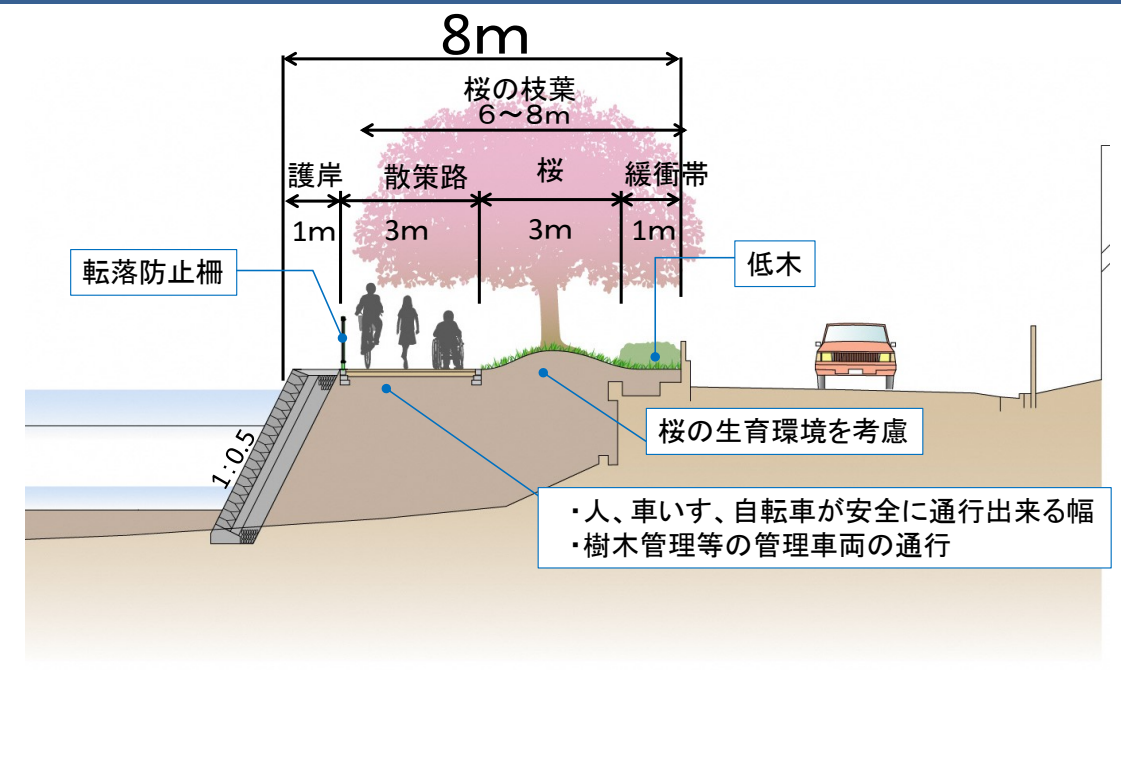 8m
桜の枝葉
6～8m
護岸
散策路
桜
緩衝帯
1m
3m
3m
1m
転落防止柵
低木
桜の生育環境を考慮
1:0.5
・人、車いす、自転車が安全に通行出来る幅
・樹木管理等の管理車両の通行